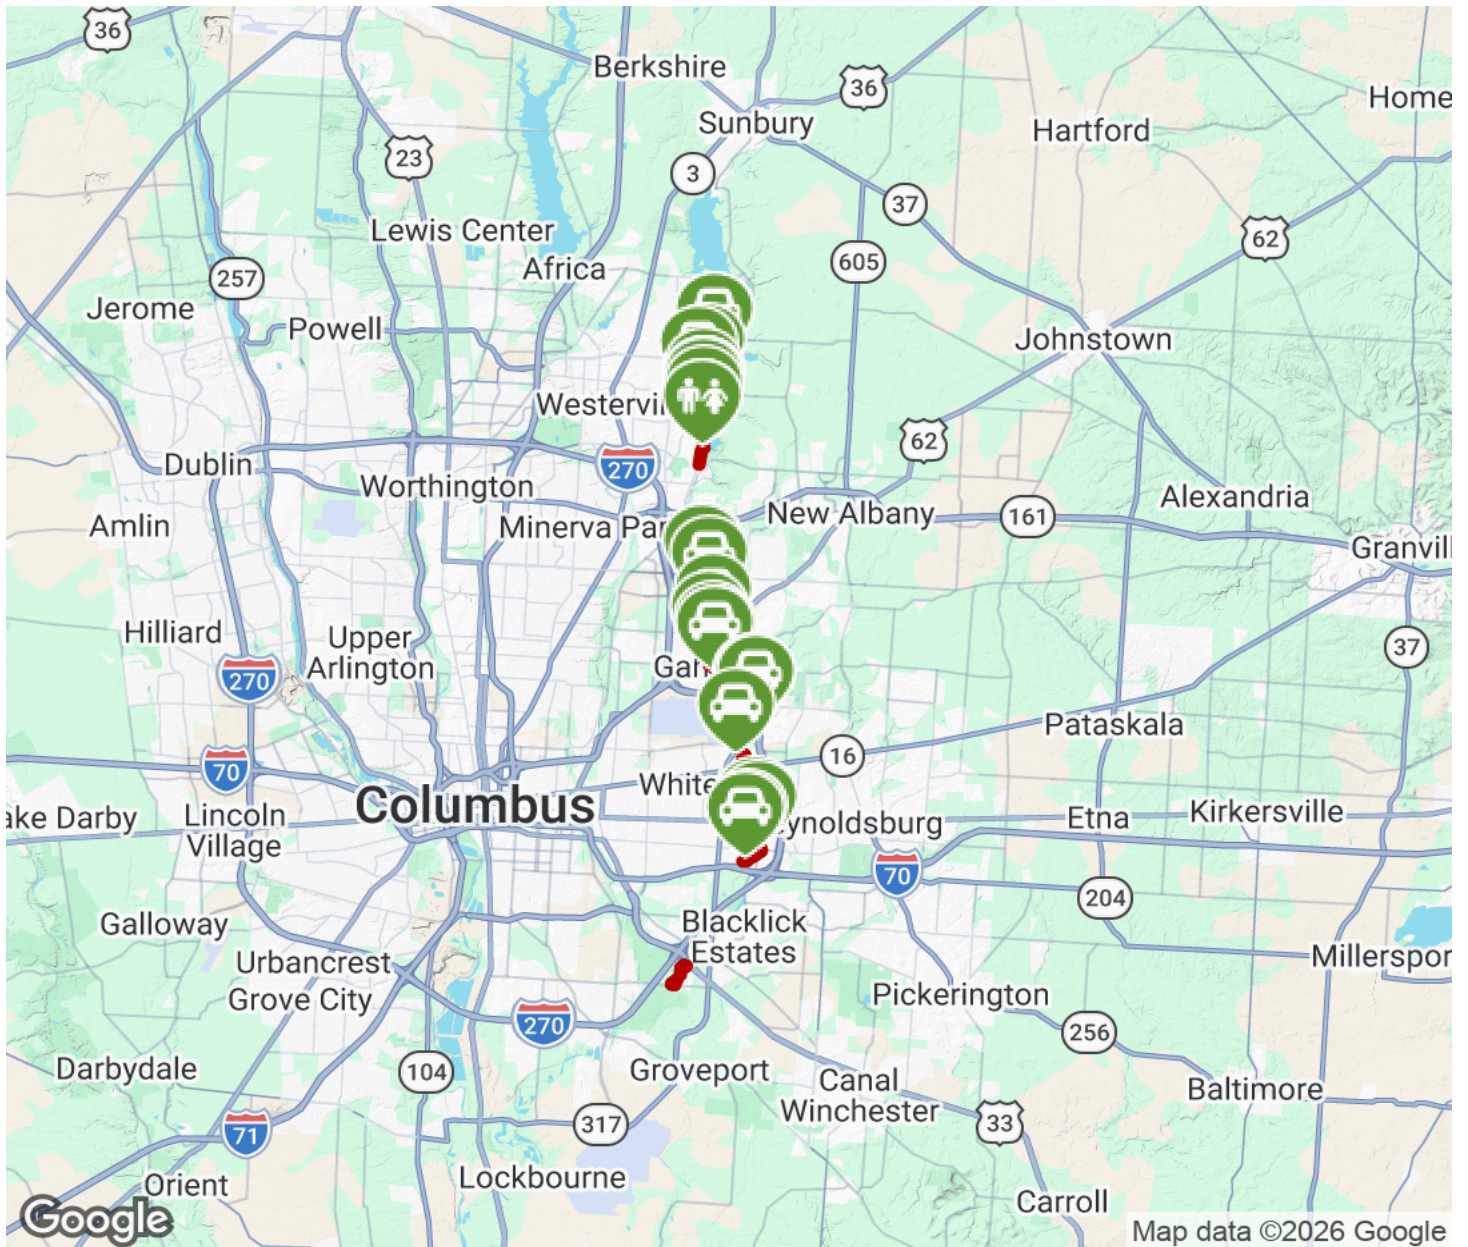 36
Berkshire
36
Home
Sunbury
Hartford
23
3
37
Lewis Center
62
605
Africa
257
Jerome
Powell
Johnstown
Westervi
62
Dublin
270
Worthington
Alexandria
Amlin
Minerva Par
New Albany
161
Granvill
Hilliard
Upper
Arlington
37
Gah
270
Pataskala
16
70
White
Columbus
Kirkersville
ake Darby
Lincoln
Village
Etna
ynoldsburg
70
204
Galloway
Blacklick
Estates
Millerspor
Urbancrest
Grove City
Pickerington
270
256
Darbydale
104
Groveport
Canal
Winchester
Baltimore
317
33
71
Lockbourne
Orient
Carroll
Google
Map data ©2026 Google